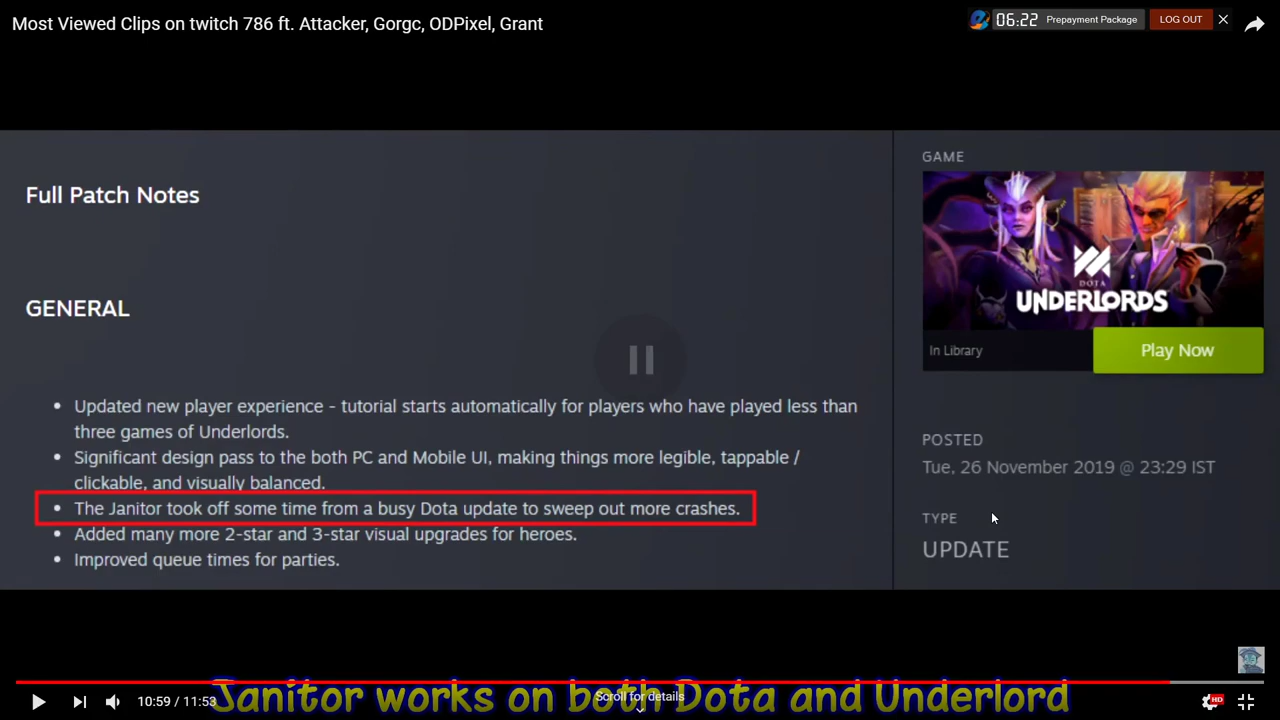 Most Viewed Clips on twitch 786 ft. Attacker, Gorgc, ODPixel, Grant
06:22 Prepayment Package LOG OUT
Full Patch Notes
GENERAL
• Updated new player experience - tutorial starts automatically for players who have played less than
three games of Underlords.
• Significant design pass to the both PC and Mobile UI, making things more legible, tappable /
clickable, and visually balanced.
• The Janitor took off some time from a busy Dota update to sweep out more crashes.
• Added many more 2-star and 3-star visual upgrades for heroes.
• Improved queue times for parties.
GAME
DOTA
UNDERLORDS
In Library
Play Now
POSTED
Tue, 26 November 2019 @ 23:29 IST
TYPE
UPDATE
Janitor works on both Dota and Underlord
Scroll for details
10:59 / 11:53
HD